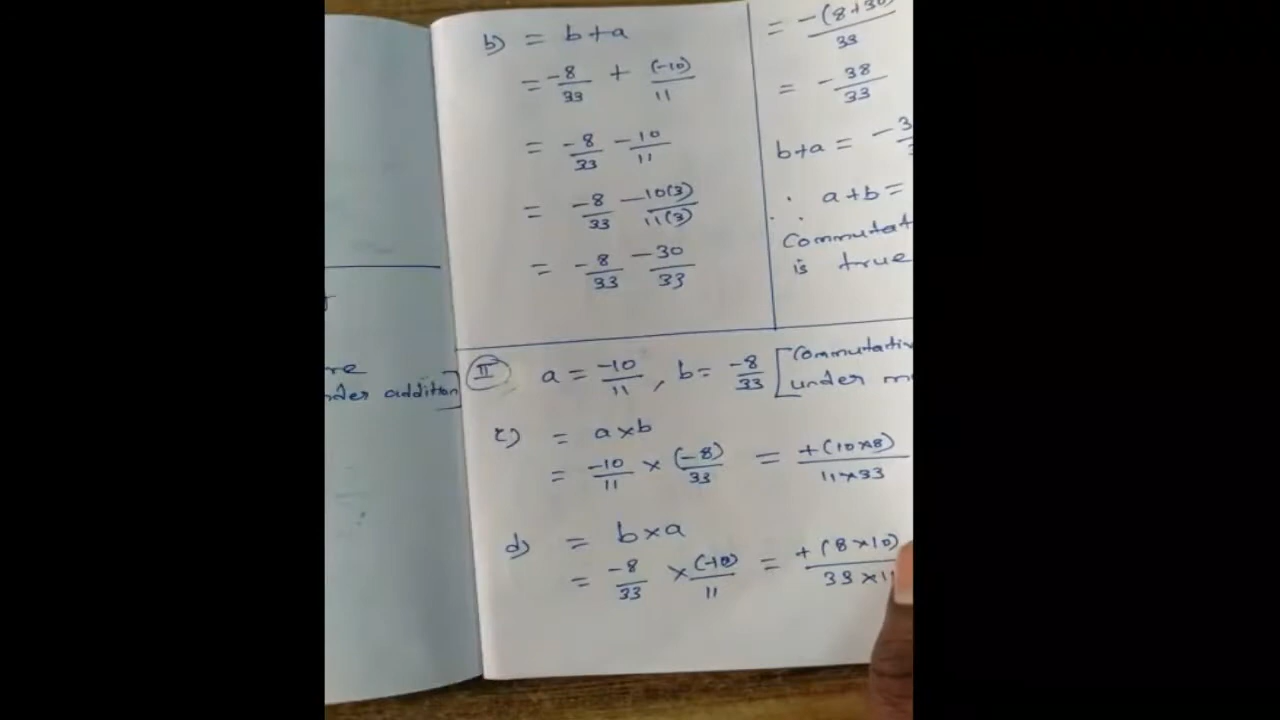 nder addition]
b) = b+a
= -8/33 + (-10)/11
= -8/33 - 10/11
= -8/33 - 10(3)/11(3)
= -8/33 - 30/33
= -(8+30)/33
= - 38/33
b+a = - 3
∴ a+b =
Commutat
is true
II a = -10/11, b = -8/33 [Commutativ
under m
c) = a×b
= -10/11 × (-8)/33 = +(10×8)/11×33
d) = b×a
= -8/33 × (-10)/11 = +(8×10)/33×11